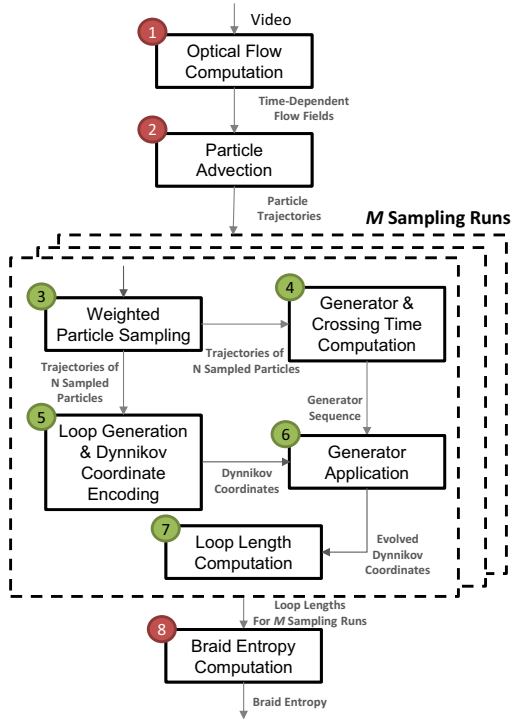 Video
1
Optical Flow
Computation
Time-Dependent
Flow Fields
2
Particle
Advection
Particle
Trajectories
M Sampling Runs
3
Weighted
Particle Sampling
4
Generator &
Crossing Time
Computation
Trajectories of
N Sampled Particles
Trajectories of
N Sampled
Particles
Generator
Sequence
5
Loop Generation
& Dynnikov
Coordinate
Encoding
Dynnikov
Coordinates
6
Generator
Application
7
Loop Length
Computation
Evolved
Dynnikov
Coordinates
Loop Lengths
For M Sampling Runs
8
Braid Entropy
Computation
Braid Entropy